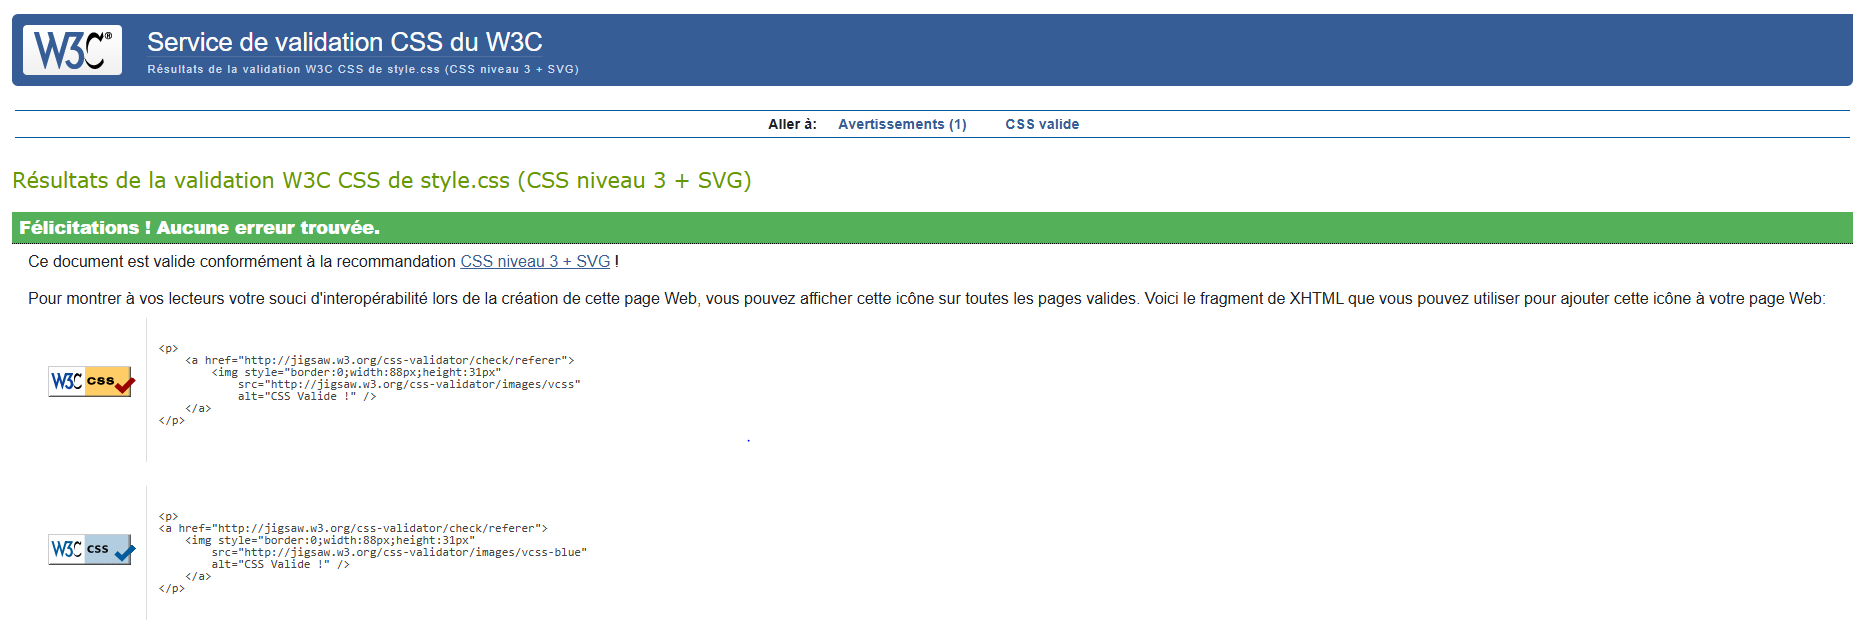 W3C® Service de validation CSS du W3C
Résultats de la validation W3C CSS de style.css (CSS niveau 3 + SVG)
Aller à: Avertissements (1) CSS valide
Résultats de la validation W3C CSS de style.css (CSS niveau 3 + SVG)
Félicitations ! Aucune erreur trouvée.
Ce document est valide conformément à la recommandation CSS niveau 3 + SVG !
Pour montrer à vos lecteurs votre souci d'interopérabilité lors de la création de cette page Web, vous pouvez afficher cette icône sur toutes les pages valides. Voici le fragment de XHTML que vous pouvez utiliser pour ajouter cette icône à votre page Web:
W3C css
<p>
    <a href="http://jigsaw.w3.org/css-validator/check/referer">
        <img style="border:0;width:88px;height:31px"
            src="http://jigsaw.w3.org/css-validator/images/vcss"
            alt="CSS Valide !" />
    </a>
</p>
W3C css
<p>
<a href="http://jigsaw.w3.org/css-validator/check/referer">
    <img style="border:0;width:88px;height:31px"
        src="http://jigsaw.w3.org/css-validator/images/vcss-blue"
        alt="CSS Valide !" />
    </a>
</p>